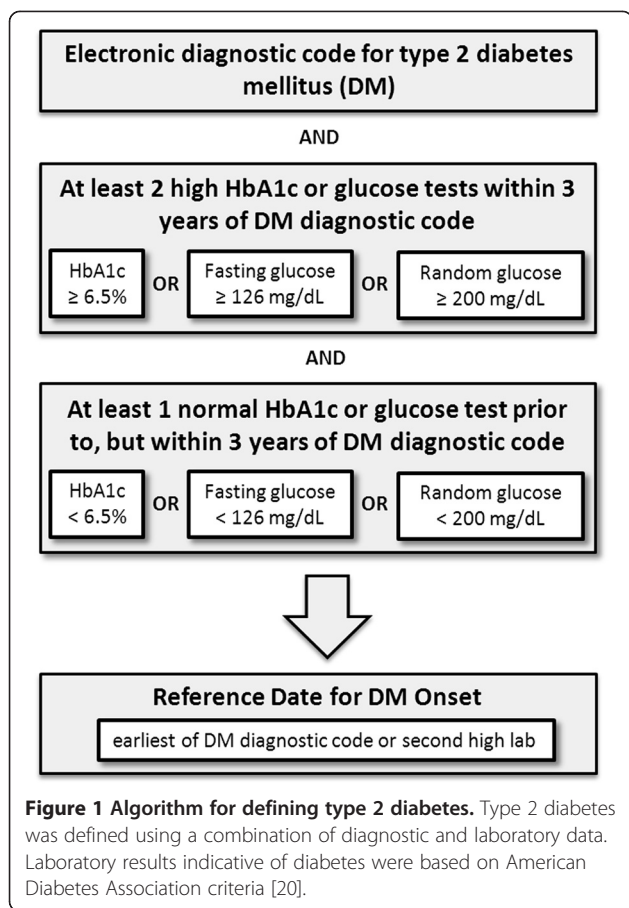 Electronic diagnostic code for type 2 diabetes
mellitus (DM)
AND
At least 2 high HbA1c or glucose tests within 3
years of DM diagnostic code
HbA1c
≥ 6.5%
OR
Fasting glucose
≥ 126 mg/dL
OR
Random glucose
≥ 200 mg/dL
AND
At least 1 normal HbA1c or glucose test prior
to, but within 3 years of DM diagnostic code
HbA1c
< 6.5%
OR
Fasting glucose
< 126 mg/dL
OR
Random glucose
< 200 mg/dL
Reference Date for DM Onset
earliest of DM diagnostic code or second high lab
Figure 1 Algorithm for defining type 2 diabetes. Type 2 diabetes
was defined using a combination of diagnostic and laboratory data.
Laboratory results indicative of diabetes were based on American
Diabetes Association criteria [20].